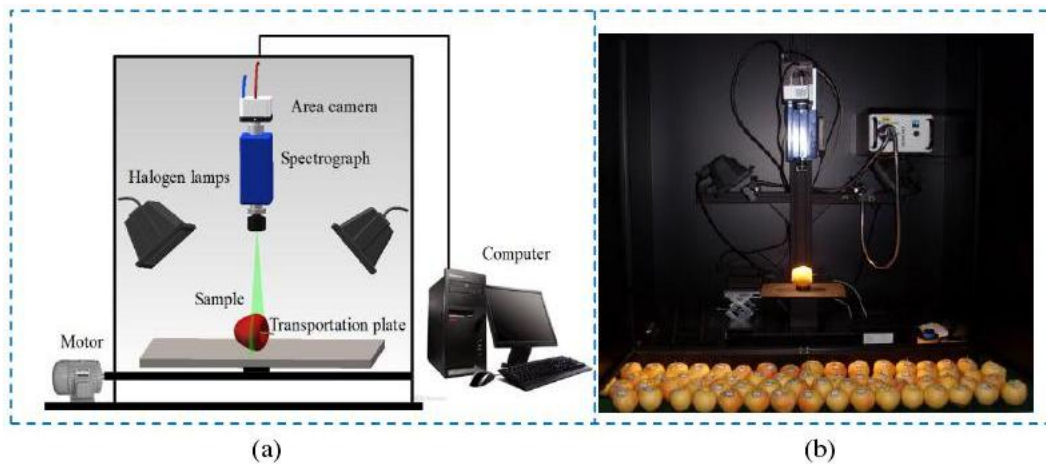 Area camera
Spectrograph
Halogen lamps
Computer
Sample
Transportation plate
Motor
(a)
(b)